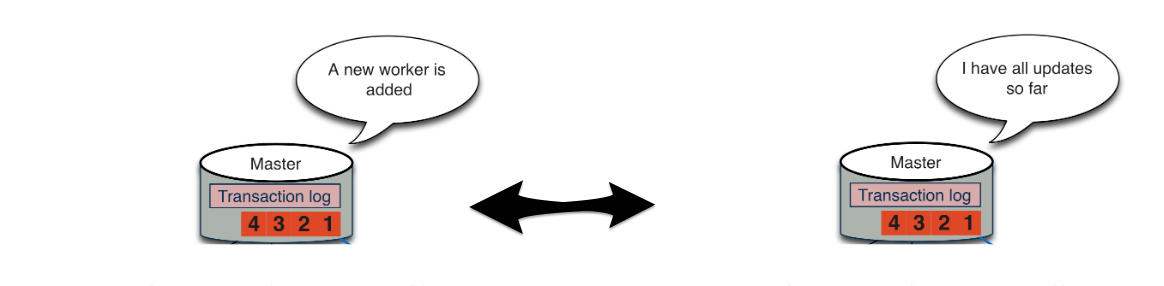 A new worker is
added
Master
Transaction log
4 3 2 1
I have all updates
so far
Master
Transaction log
4 3 2 1